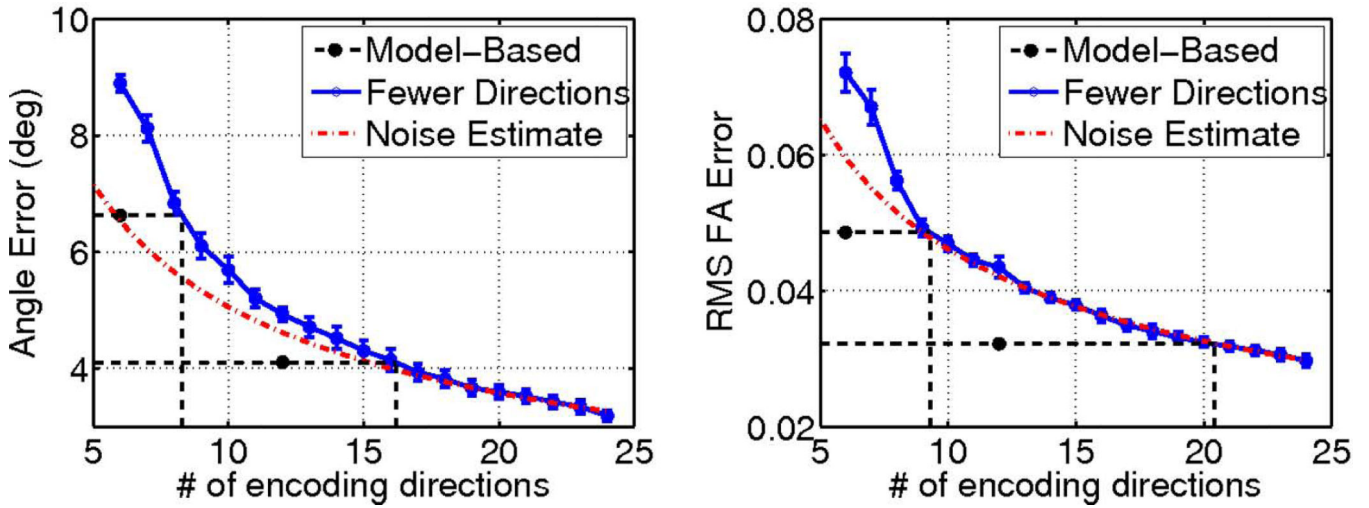 10
8
6
4
5
10
15
20
25
Angle Error (deg)
# of encoding directions
Model-Based
Fewer Directions
Noise Estimate
0.08
0.06
0.04
0.02
5
10
15
20
25
RMS FA Error
# of encoding directions
Model-Based
Fewer Directions
Noise Estimate